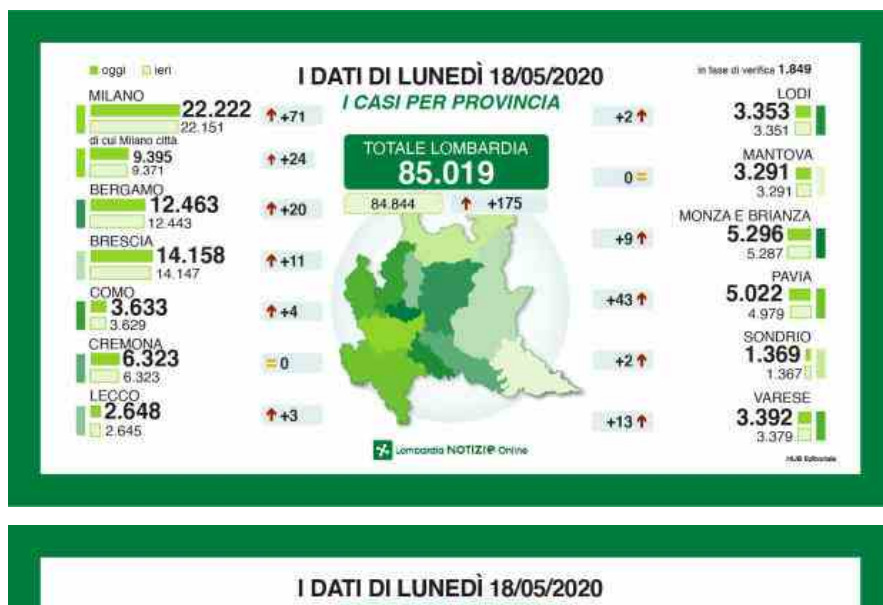 oggi ieri
I DATI DI LUNEDÌ 18/05/2020
I CASI PER PROVINCIA
in fase di verifica 1.849
TOTALE LOMBARDIA
85.019
84.844 +175
MILANO
22.222 +71
22.151
di cui Milano città
9.395 +24
9.371
BERGAMO
12.463 +20
12.443
BRESCIA
14.158 +11
14.147
COMO
3.633 +4
3.629
CREMONA
6.323 = 0
6.323
LECCO
2.648 +3
2.645
LODI
+2 3.353
3.351
MANTOVA
0 = 3.291
3.291
MONZA E BRIANZA
+9 5.296
5.287
PAVIA
+43 5.022
4.979
SONDRIO
+2 1.369
1.367
VARESE
+13 3.392
3.379
Lombardia NOTIZIE Online
HUB Editoriale
I DATI DI LUNEDÌ 18/05/2020